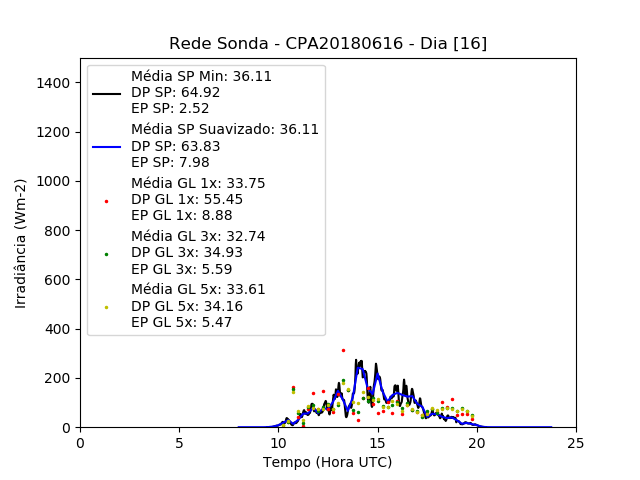 Rede Sonda - CPA20180616 - Dia [16]
Irradiância (Wm-2)
1400
1200
1000
800
600
400
200
0
Média SP Min: 36.11
DP SP: 64.92
EP SP: 2.52
Média SP Suavizado: 36.11
DP SP: 63.83
EP SP: 7.98
Média GL 1x: 33.75
DP GL 1x: 55.45
EP GL 1x: 8.88
Média GL 3x: 32.74
DP GL 3x: 34.93
EP GL 3x: 5.59
Média GL 5x: 33.61
DP GL 5x: 34.16
EP GL 5x: 5.47
0 5 10 15 20 25
Tempo (Hora UTC)